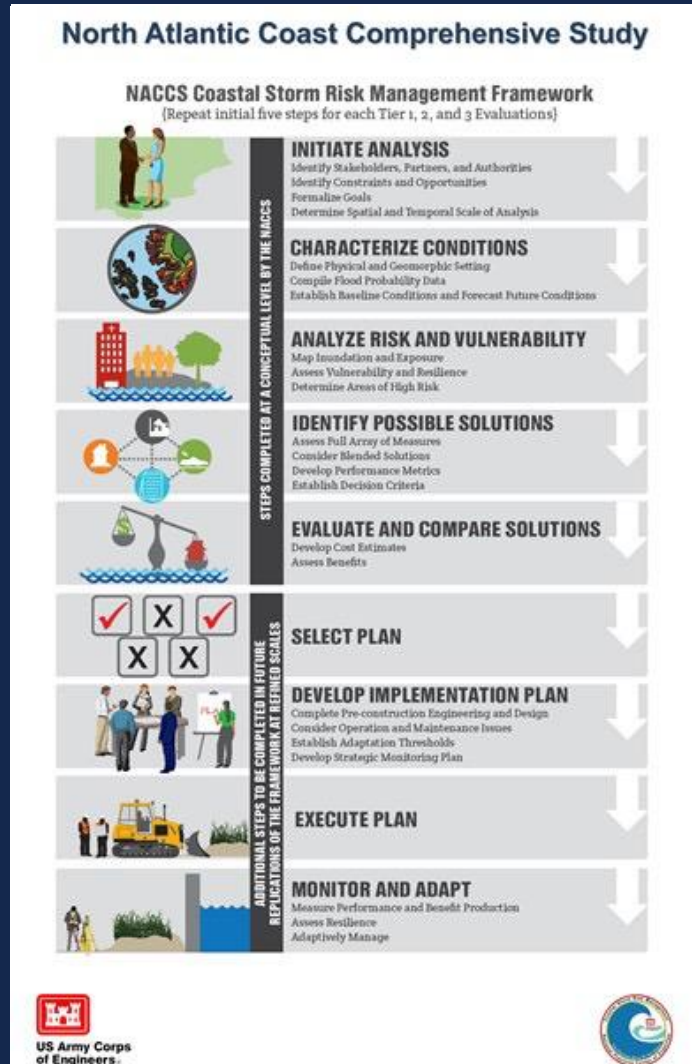 North Atlantic Coast Comprehensive Study
NACCS Coastal Storm Risk Management Framework
{Repeat initial five steps for each Tier 1, 2, and 3 Evaluations}
STEPS COMPLETED AT A CONCEPTUAL LEVEL BY THE NACCS
INITIATE ANALYSIS
Identify Stakeholders, Partners, and Authorities
Identify Constraints and Opportunities
Formalize Goals
Determine Spatial and Temporal Scale of Analysis
CHARACTERIZE CONDITIONS
Define Physical and Geomorphic Setting
Compile Flood Probability Data
Establish Baseline Conditions and Forecast Future Conditions
ANALYZE RISK AND VULNERABILITY
Map Inundation and Exposure
Assess Vulnerability and Resilience
Determine Areas of High Risk
IDENTIFY POSSIBLE SOLUTIONS
Assess Full Array of Measures
Consider Blended Solutions
Develop Performance Metrics
Establish Decision Criteria
$
EVALUATE AND COMPARE SOLUTIONS
Develop Cost Estimates
Assess Benefits
ADDITIONAL STEPS TO BE COMPLETED IN FUTURE
REPLICATIONS OF THE FRAMEWORK AT REFINED SCALES
X
X X
SELECT PLAN
PLAN
DEVELOP IMPLEMENTATION PLAN
Complete Pre-construction Engineering and Design
Consider Operation and Maintenance Issues
Establish Adaptation Thresholds
Develop Strategic Monitoring Plan
EXECUTE PLAN
MONITOR AND ADAPT
Measure Performance and Benefit Production
Assess Resilience
Adaptively Manage
US Army Corps
of Engineers